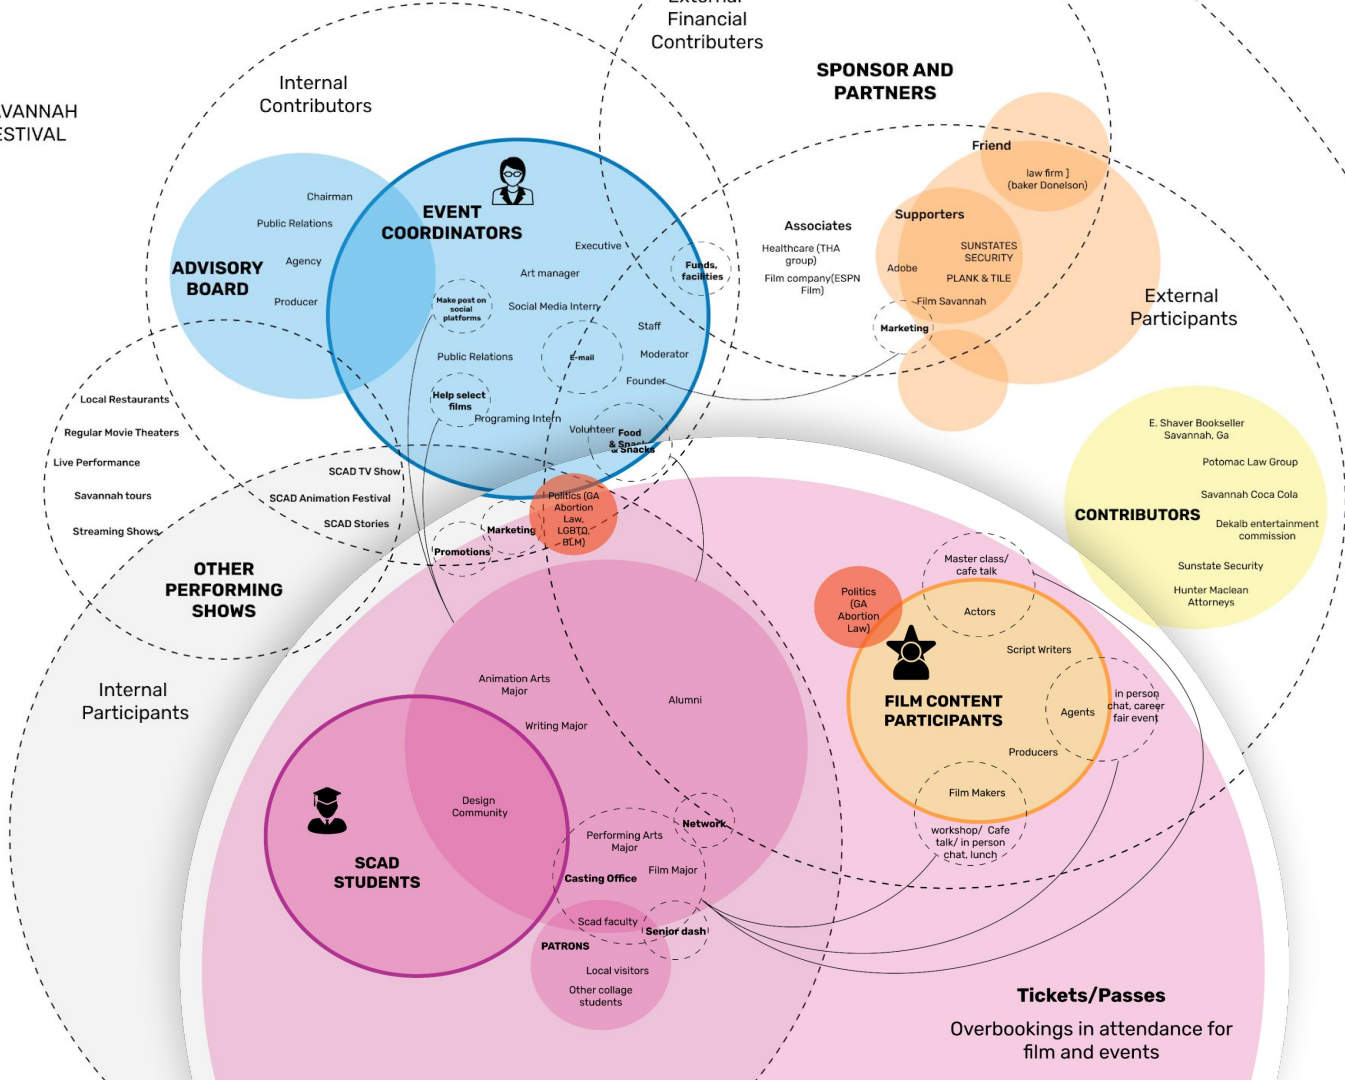 External
Financial
Contributers
SPONSOR AND
PARTNERS
Internal
Contributors
AVANNAH
ESTIVAL
Friend
law firm ]
(baker Donelson)
Chairman
Public Relations
Agency
Producer
ADVISORY
BOARD
EVENT
COORDINATORS
Executive
Art manager
Social Media Intern
Make post on
social
platforms
Staff
Public Relations
E-mail
Moderator
Founder
Help select
films
Programing Intern
Volunteer
Food
& Snacks
& Snacks
Funds,
facilities
Associates
Healthcare (THA
group)
Film company(ESPN
Film)
Supporters
SUNSTATES
SECURITY
Adobe
PLANK & TILE
Film Savannah
Marketing
External
Participants
Local Restaurants
Regular Movie Theaters
Live Performance
Savannah tours
Streaming Shows
SCAD TV Show
SCAD Animation Festival
SCAD Stories
OTHER
PERFORMING
SHOWS
Internal
Participants
Marketing
Promotions
Politics (GA
Abortion
Law,
LGBTQ,
BLM)
E. Shaver Bookseller
Savannah, Ga
Potomac Law Group
Savannah Coca Cola
CONTRIBUTORS
Dekalb entertainment
commission
Sunstate Security
Hunter Maclean
Attorneys
Master class/
cafe talk
Politics
(GA
Abortion
Law)
Actors
Script Writers
FILM CONTENT
PARTICIPANTS
Agents
in person
chat, career
fair event
Producers
Film Makers
workshop/ Cafe
talk/ in person
chat, lunch
Animation Arts
Major
Alumni
Writing Major
Design
Community
SCAD
STUDENTS
Network
Performing Arts
Major
Film Major
Casting Office
Scad faculty
Senior dash
PATRONS
Local visitors
Other collage
students
Tickets/Passes
Overbookings in attendance for
film and events